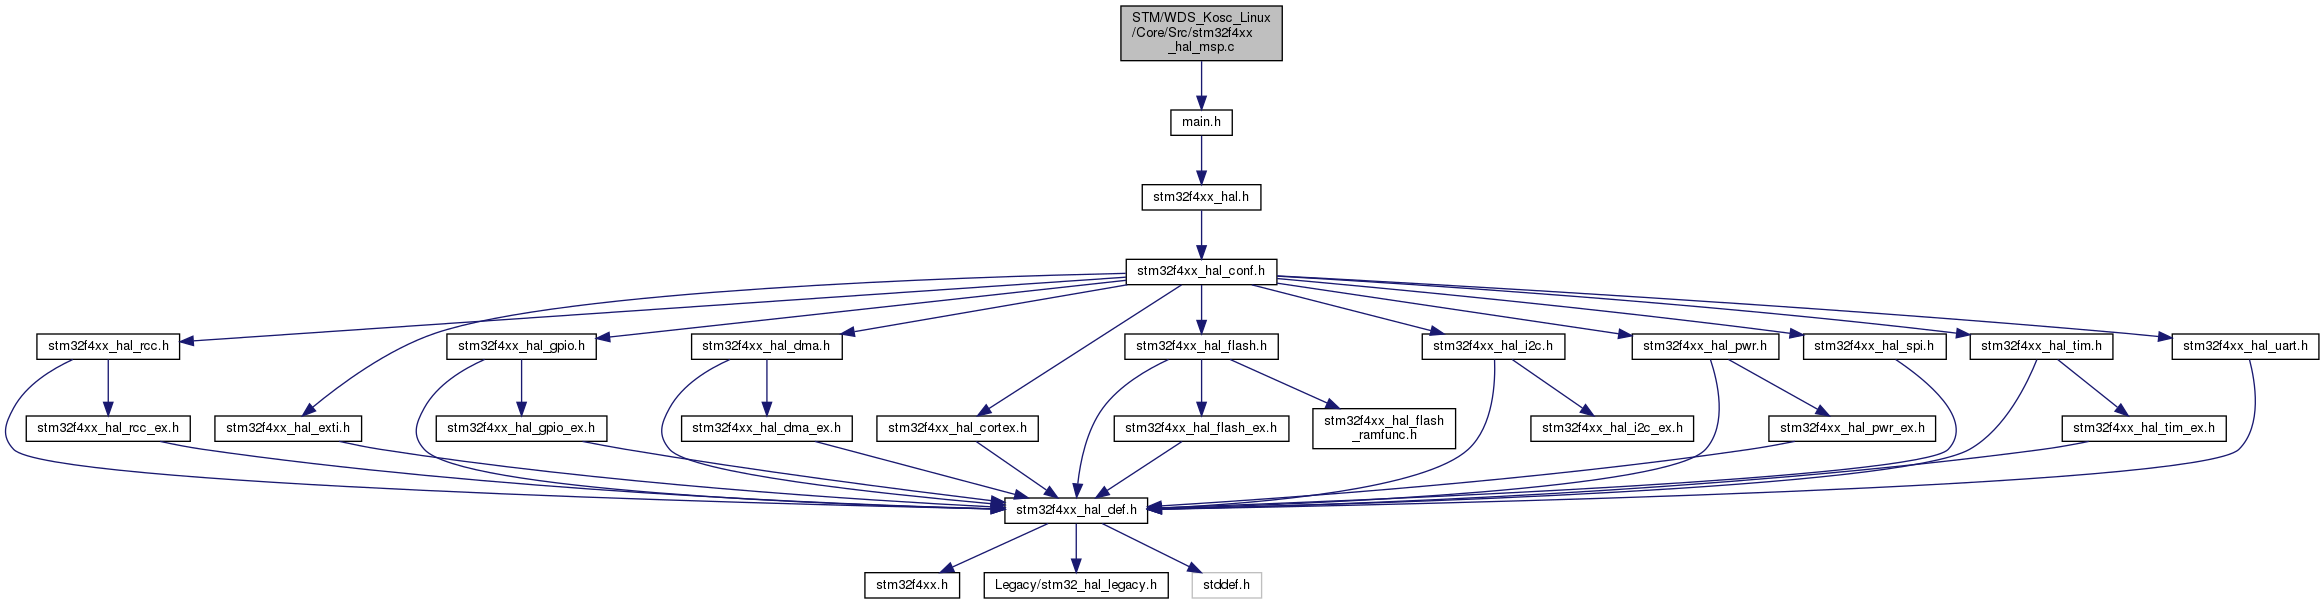 STM/WDS_Kosc_Linux
/Core/Src/stm32f4xx
_hal_msp.c
main.h
stm32f4xx_hal.h
stm32f4xx_hal_conf.h
stm32f4xx_hal_rcc.h
stm32f4xx_hal_gpio.h
stm32f4xx_hal_dma.h
stm32f4xx_hal_flash.h
stm32f4xx_hal_i2c.h
stm32f4xx_hal_pwr.h
stm32f4xx_hal_spi.h
stm32f4xx_hal_tim.h
stm32f4xx_hal_uart.h
stm32f4xx_hal_rcc_ex.h
stm32f4xx_hal_exti.h
stm32f4xx_hal_gpio_ex.h
stm32f4xx_hal_dma_ex.h
stm32f4xx_hal_cortex.h
stm32f4xx_hal_flash_ex.h
stm32f4xx_hal_flash
_ramfunc.h
stm32f4xx_hal_i2c_ex.h
stm32f4xx_hal_pwr_ex.h
stm32f4xx_hal_tim_ex.h
stm32f4xx_hal_def.h
stm32f4xx.h
Legacy/stm32_hal_legacy.h
stddef.h